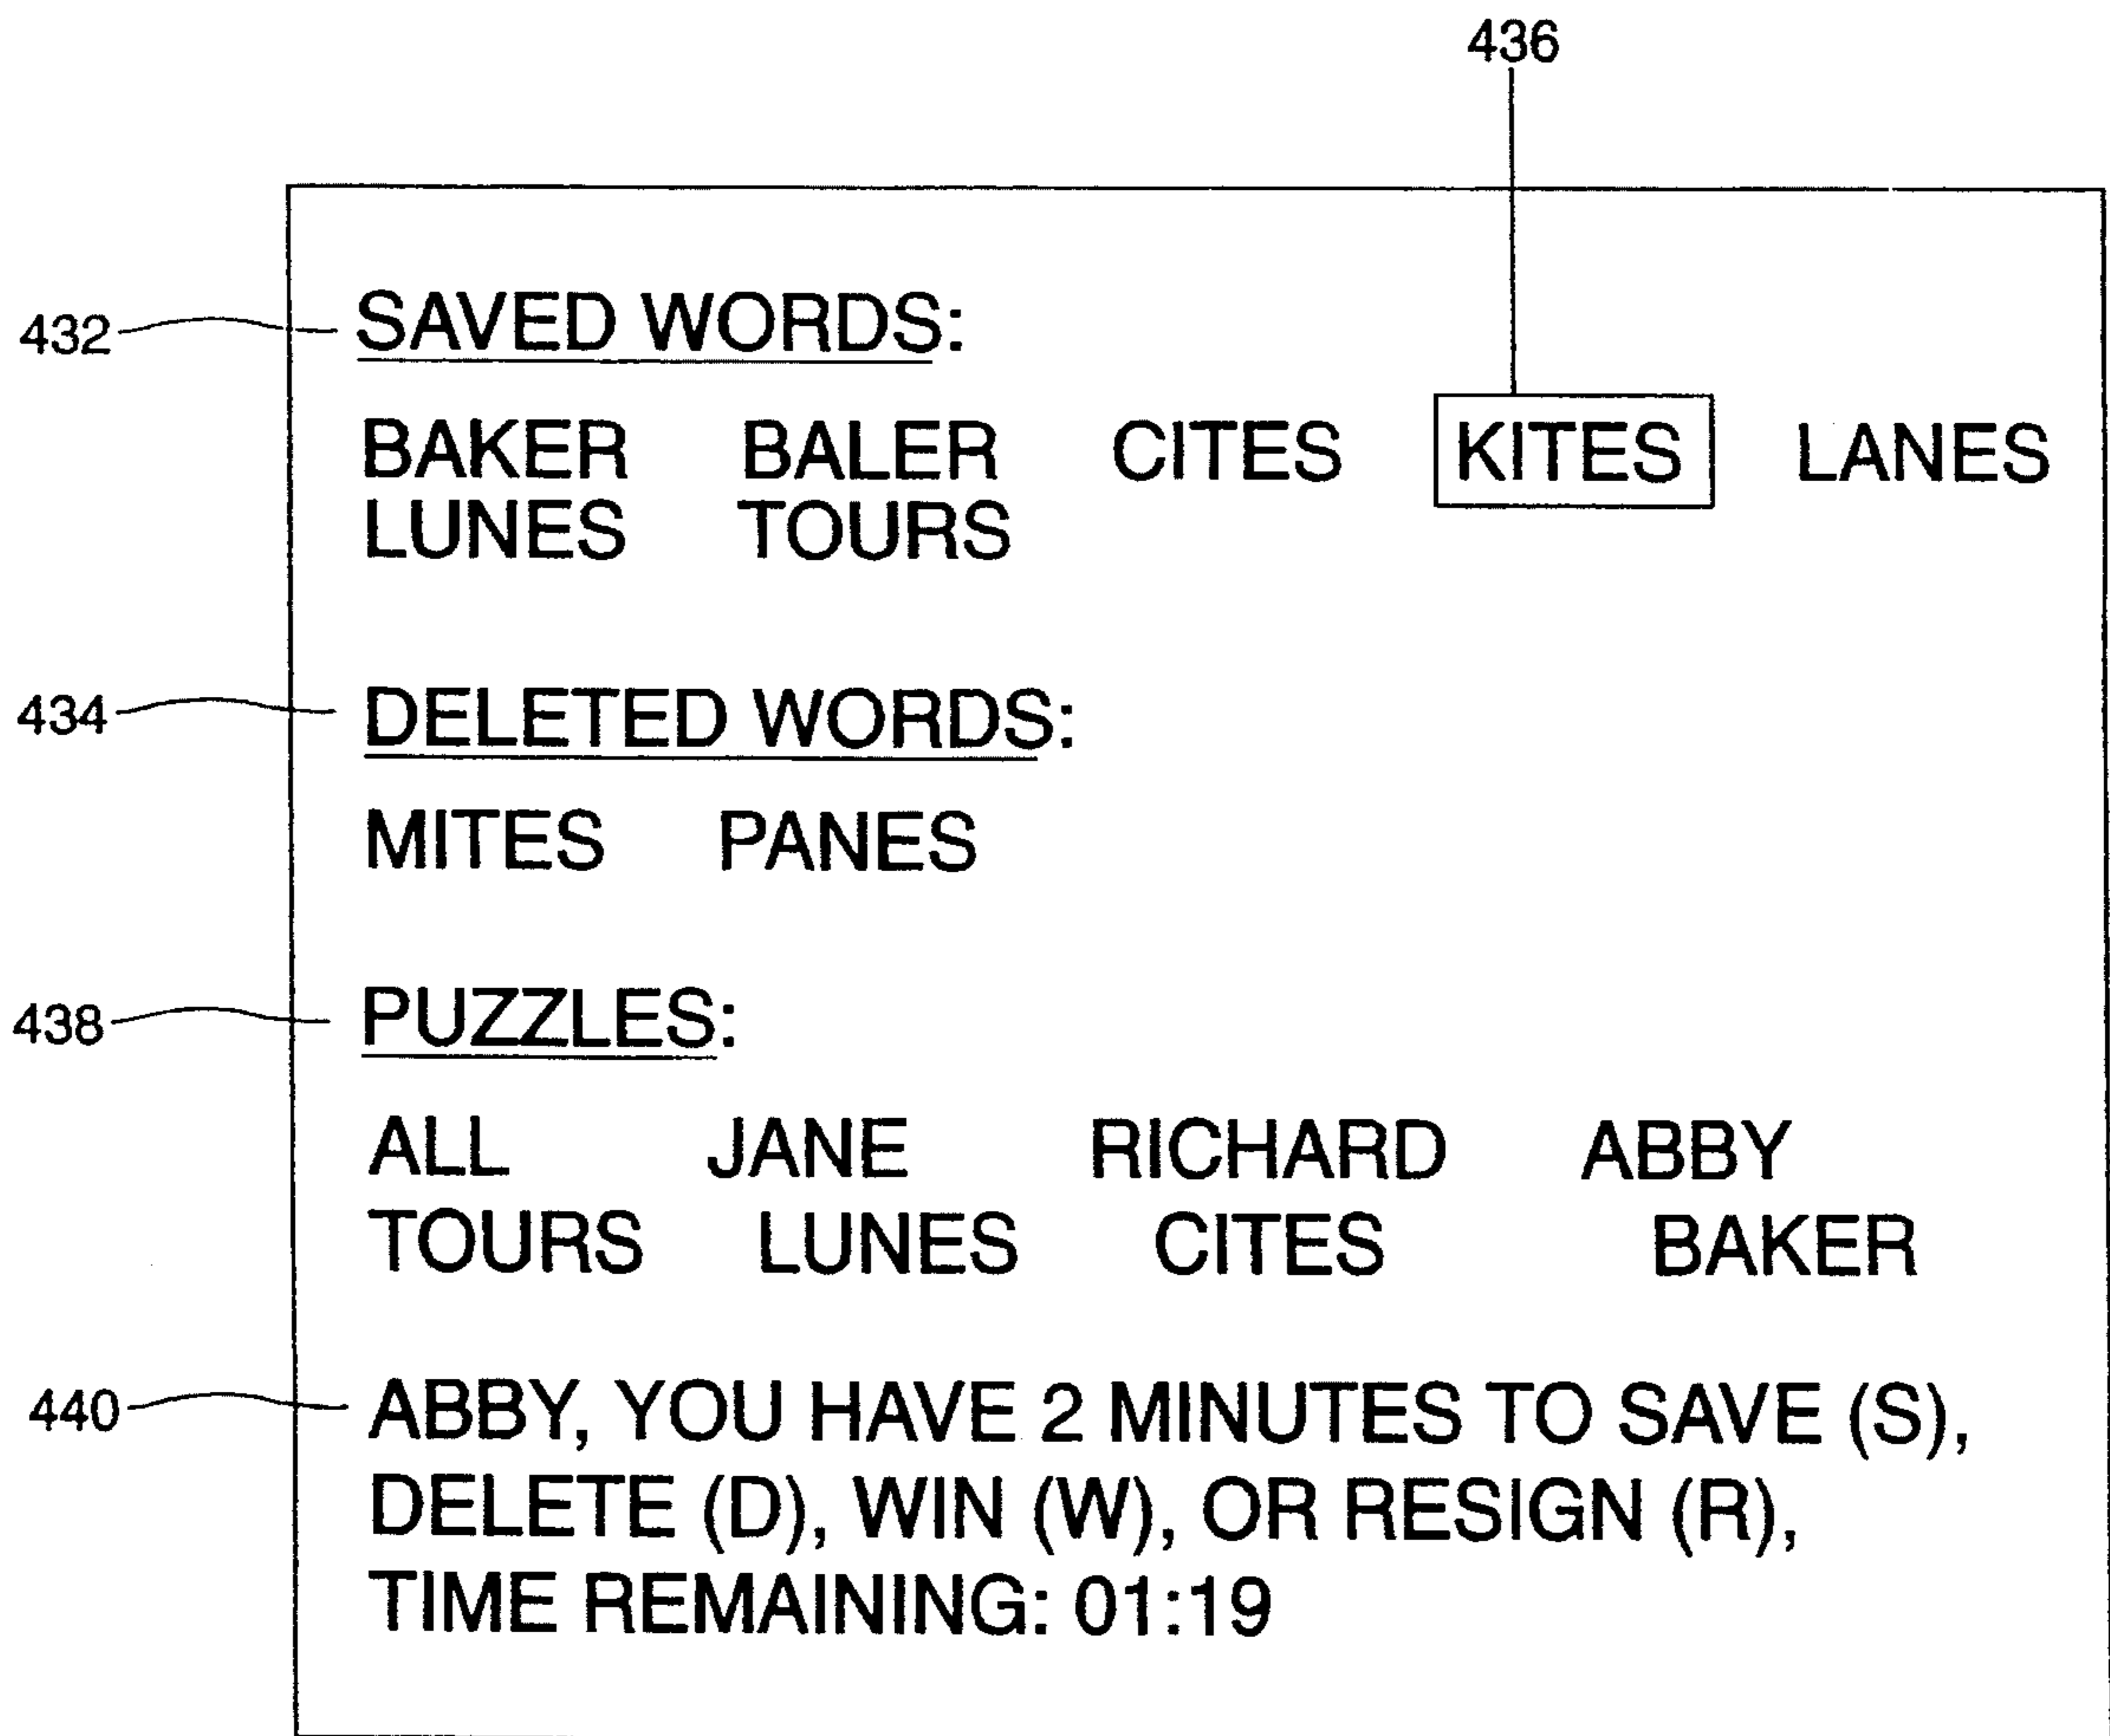 436
432 SAVED WORDS:
BAKER BALER CITES KITES LANES
LUNES TOURS
434 DELETED WORDS:
MITES PANES
438 PUZZLES:
ALL JANE RICHARD ABBY
TOURS LUNES CITES BAKER
440 ABBY, YOU HAVE 2 MINUTES TO SAVE (S),
DELETE (D), WIN (W), OR RESIGN (R),
TIME REMAINING: 01:19